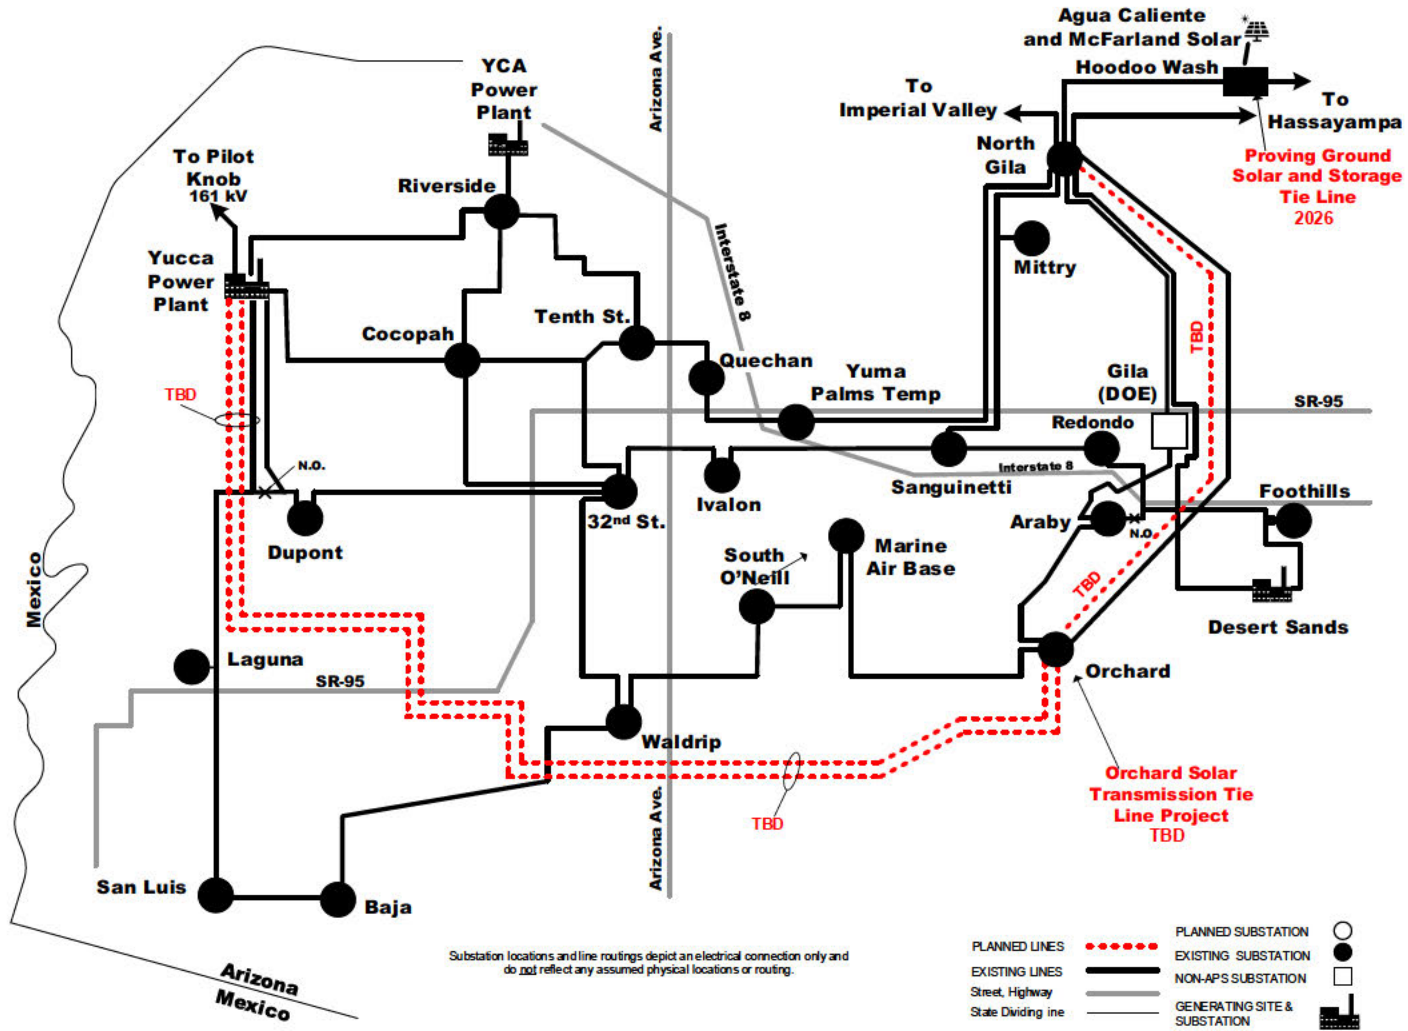 Agua Caliente
and McFarland Solar
Hoodoo Wash
To
Imperial Valley
To
Hassayampa
Proving Ground
Solar and Storage
Tie Line
2026
North
Gila
YCA
Power
Plant
Arizona Ave.
To Pilot
Knob
161 kV
Riverside
Yucca
Power
Plant
Interstate 8
Mittry
Tenth St.
Cocopah
Quechan
Yuma
Palms Temp
Gila
(DOE)
TBD
TBD
SR-95
Redondo
N.O.
Interstate 8
Sanguinetti
Ivalon
32nd St.
Foothills
Araby
N.O.
Dupont
South
O'Neill
Marine
Air Base
TBD
Mexico
Desert Sands
Laguna
SR-95
Orchard
Waldrip
Orchard Solar
Transmission Tie
Line Project
TBD
TBD
Arizona Ave.
San Luis
Baja
Arizona
Mexico
Substation locations and line routings depict an electrical connection only and
do not reflect any assumed physical locations or routing.
PLANNED LINES
EXISTING LINES
Street, Highway
State Dividing ine
PLANNED SUBSTATION
EXISTING SUBSTATION
NON-APS SUBSTATION
GENERATING SITE &
SUBSTATION